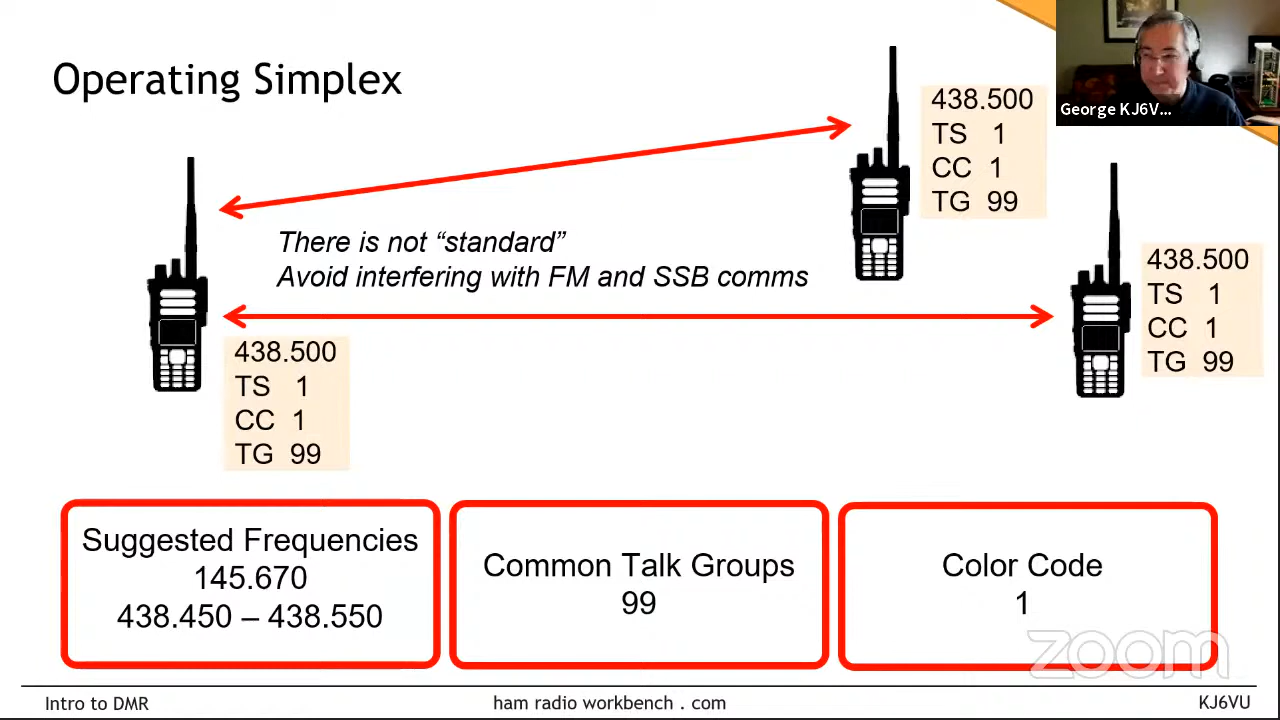 Operating Simplex
George KJ6V...
438.500
TS 1
CC 1
TG 99
There is not “standard”
Avoid interfering with FM and SSB comms
438.500
TS 1
CC 1
TG 99
438.500
TS 1
CC 1
TG 99
Suggested Frequencies
145.670
438.450 – 438.550
Common Talk Groups
99
Color Code
1
zoom
Intro to DMR
ham radio workbench . com
KJ6VU